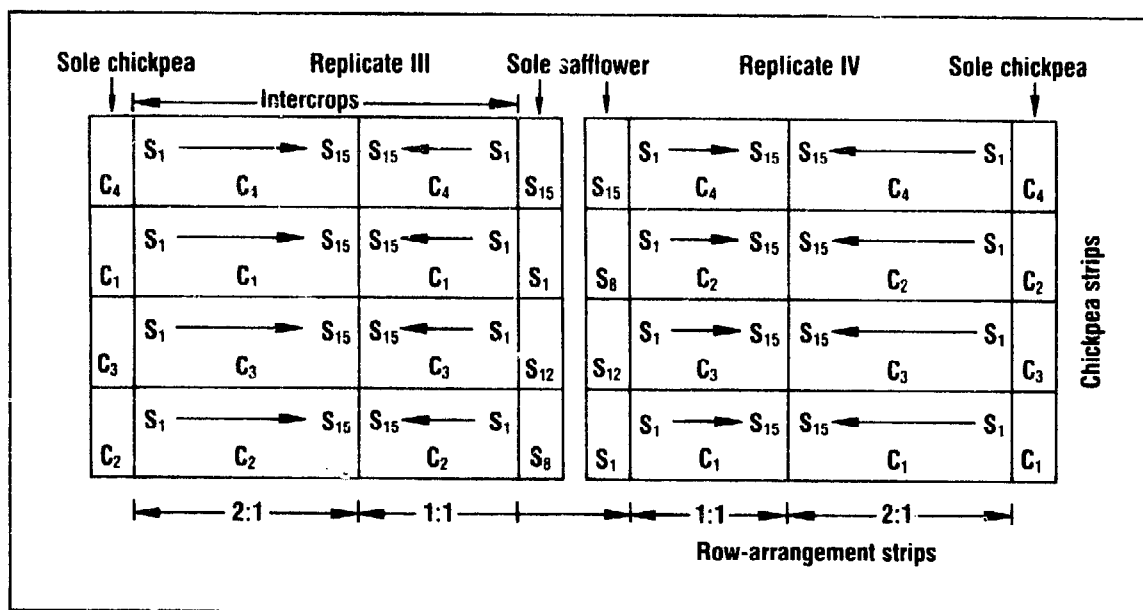 Sole chickpea Replicate III Sole safflower Replicate IV Sole chickpea
Intercrops
S₁ S₁₅ S₁₅ S₁ S₁ S₁₅ S₁₅ S₁
C₄ C₄ C₄ S₁₅ S₁₅ C₄ C₄ C₄
S₁ S₁₅ S₁₅ S₁ S₁ S₁₅ S₁₅ S₁
C₁ C₁ C₁ S₁ S₈ C₂ C₂ C₂
S₁ S₁₅ S₁₅ S₁ S₁ S₁₅ S₁₅ S₁
C₃ C₃ C₃ S₁₂ S₁₂ C₃ C₃ C₃
S₁ S₁₅ S₁₅ S₁ S₁ S₁₅ S₁₅ S₁
C₂ C₂ C₂ S₈ S₁ C₁ C₁ C₁
Chickpea strips
2:1 1:1 1:1 2:1
Row-arrangement strips